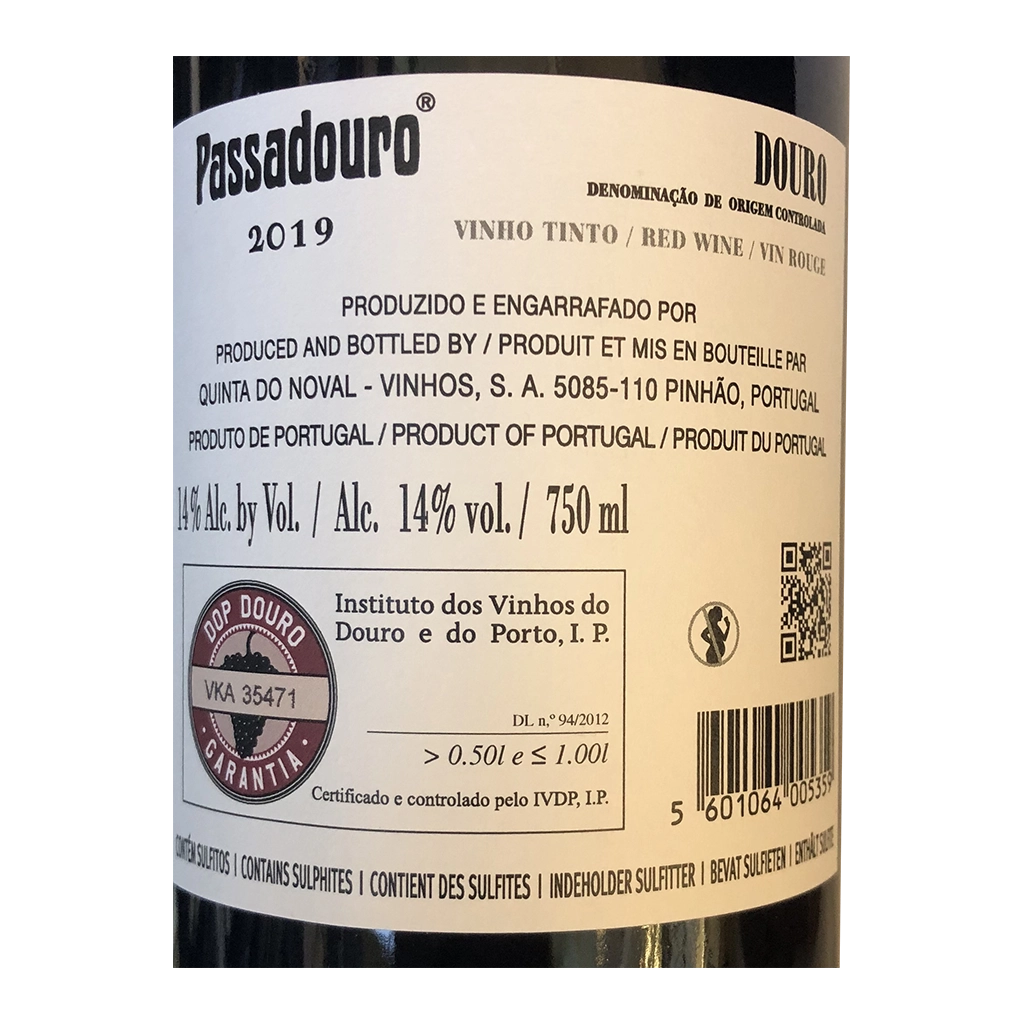 Passadouro®
2019
DOURO
DENOMINAÇÃO DE ORIGEM CONTROLADA
VINHO TINTO / RED WINE / VIN ROUGE
PRODUZIDO E ENGARRAFADO POR
PRODUCED AND BOTTLED BY / PRODUIT ET MIS EN BOUTEILLE PAR
QUINTA DO NOVAL - VINHOS, S. A. 5085-110 PINHÃO, PORTUGAL
PRODUTO DE PORTUGAL / PRODUCT OF PORTUGAL / PRODUIT DU PORTUGAL
14% Alc. by Vol. / Alc. 14% vol. / 750 ml
DOP DOURO
VKA 35471
· GARANTIA ·
Instituto dos Vinhos do
Douro e do Porto, I. P.
DL n,º 94/2012
> 0.50l e ≤ 1.00l
Certificado e controlado pelo IVDP, I.P.
5 601064 005359
CONTÉM SULFITOS | CONTAINS SULPHITES | CONTIENT DES SULFITES | INDEHOLDER SULFITTER | BEVAT SULFIETEN | ENTHÄLT SULFITE